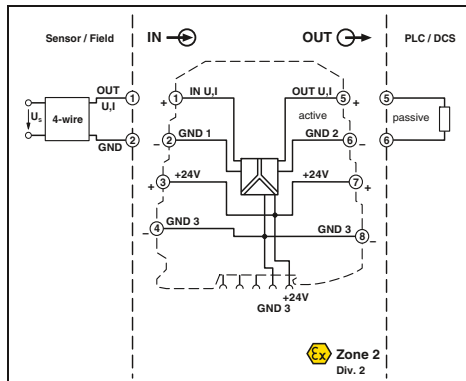 Sensor / Field
IN
OUT
PLC / DCS
OUT
U,I
1
+
1
IN U,I
OUT U,I
5
+
5
Us
4-wire
active
passive
GND
2
−
2
GND 1
GND 2
6
−
6
+
3
+24V
+24V
7
+
−
4
GND 3
GND 3
8
−
+24V
GND 3
Ex
Zone 2
Div. 2